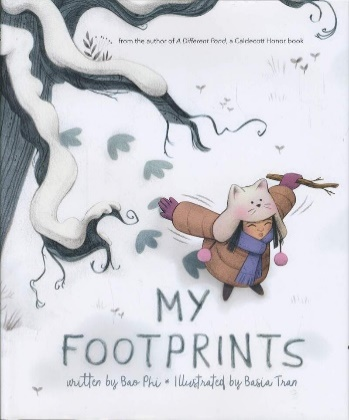 from the author of A Different Pond, a Caldecott Honor book
MY
FOOTPRINTS
written by Bao Phi • Illustrated by Basia Tran